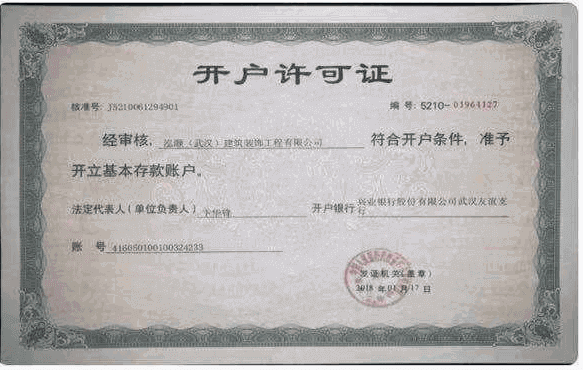 开户许可证
核准号: J5210061294901 编号: 5210-03964127
经审核, 泓灏(武汉)建筑装饰工程有限公司 符合开户条件, 准予
开立基本存款账户。
法定代表人(单位负责人) 华锋 开户银行 兴业银行股份有限公司武汉友谊支
行
账 号 416050100100324233
发证机关(盖章)
2018 年 01 月 17 日